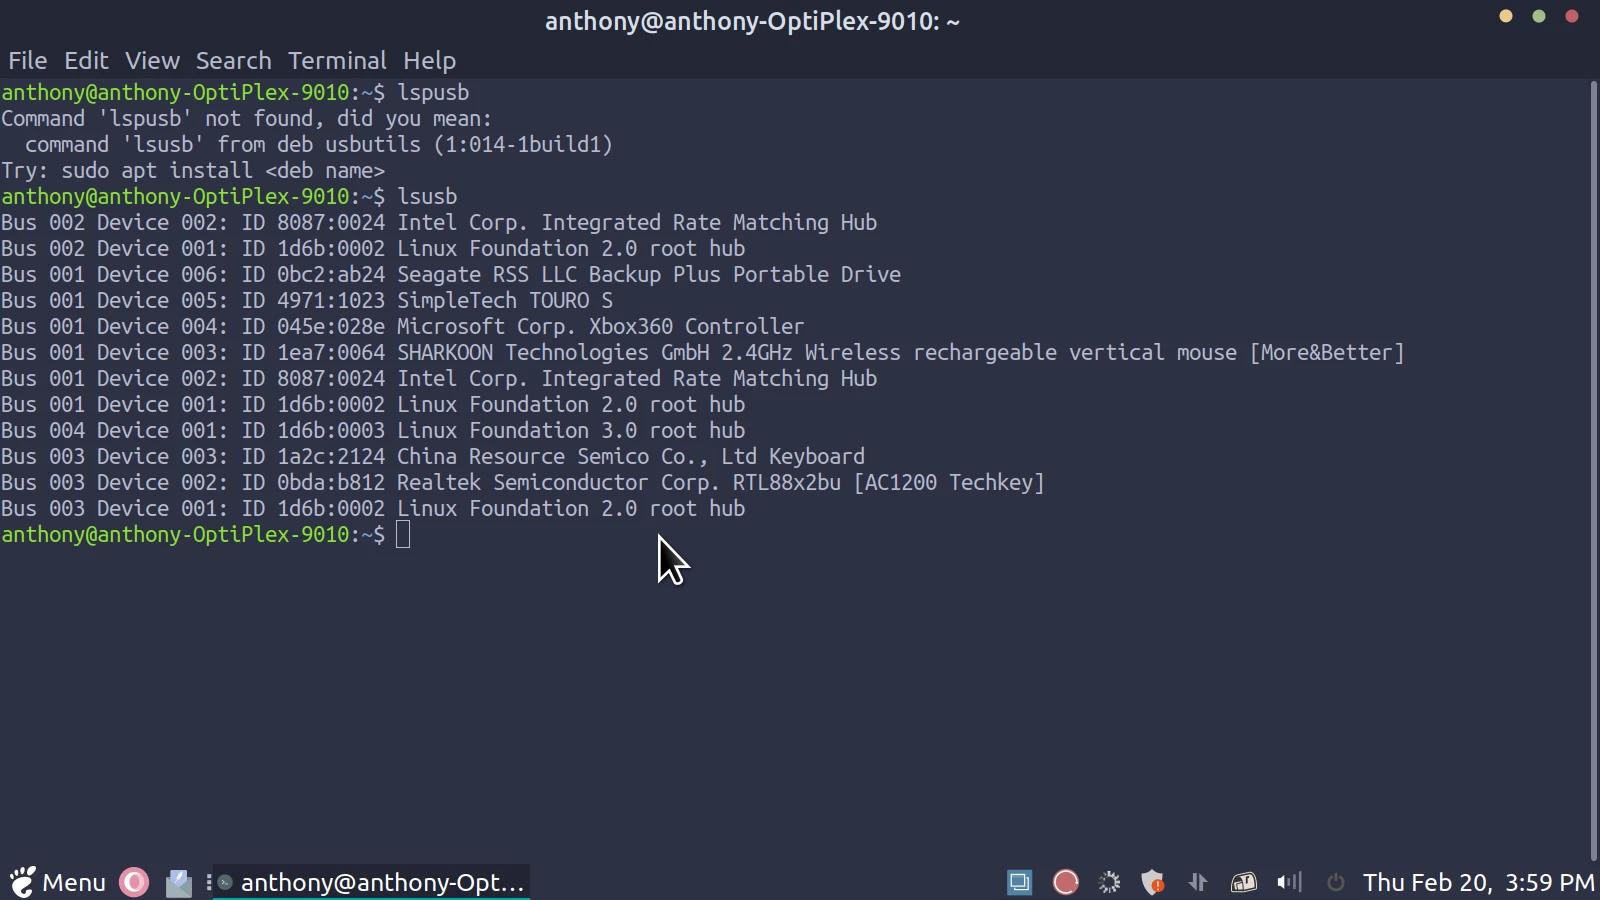 anthony@anthony-OptiPlex-9010: ~
File Edit View Search Terminal Help
anthony@anthony-OptiPlex-9010:~$ lspusb
Command 'lspusb' not found, did you mean:
  command 'lsusb' from deb usbutils (1:014-1build1)
Try: sudo apt install <deb name>
anthony@anthony-OptiPlex-9010:~$ lsusb
Bus 002 Device 002: ID 8087:0024 Intel Corp. Integrated Rate Matching Hub
Bus 002 Device 001: ID 1d6b:0002 Linux Foundation 2.0 root hub
Bus 001 Device 006: ID 0bc2:ab24 Seagate RSS LLC Backup Plus Portable Drive
Bus 001 Device 005: ID 4971:1023 SimpleTech TOURO S
Bus 001 Device 004: ID 045e:028e Microsoft Corp. Xbox360 Controller
Bus 001 Device 003: ID 1ea7:0064 SHARKOON Technologies GmbH 2.4GHz Wireless rechargeable vertical mouse [More&Better]
Bus 001 Device 002: ID 8087:0024 Intel Corp. Integrated Rate Matching Hub
Bus 001 Device 001: ID 1d6b:0002 Linux Foundation 2.0 root hub
Bus 004 Device 001: ID 1d6b:0003 Linux Foundation 3.0 root hub
Bus 003 Device 003: ID 1a2c:2124 China Resource Semico Co., Ltd Keyboard
Bus 003 Device 002: ID 0bda:b812 Realtek Semiconductor Corp. RTL88x2bu [AC1200 Techkey]
Bus 003 Device 001: ID 1d6b:0002 Linux Foundation 2.0 root hub
anthony@anthony-OptiPlex-9010:~$
Menu anthony@anthony-Opt... Thu Feb 20, 3:59 PM